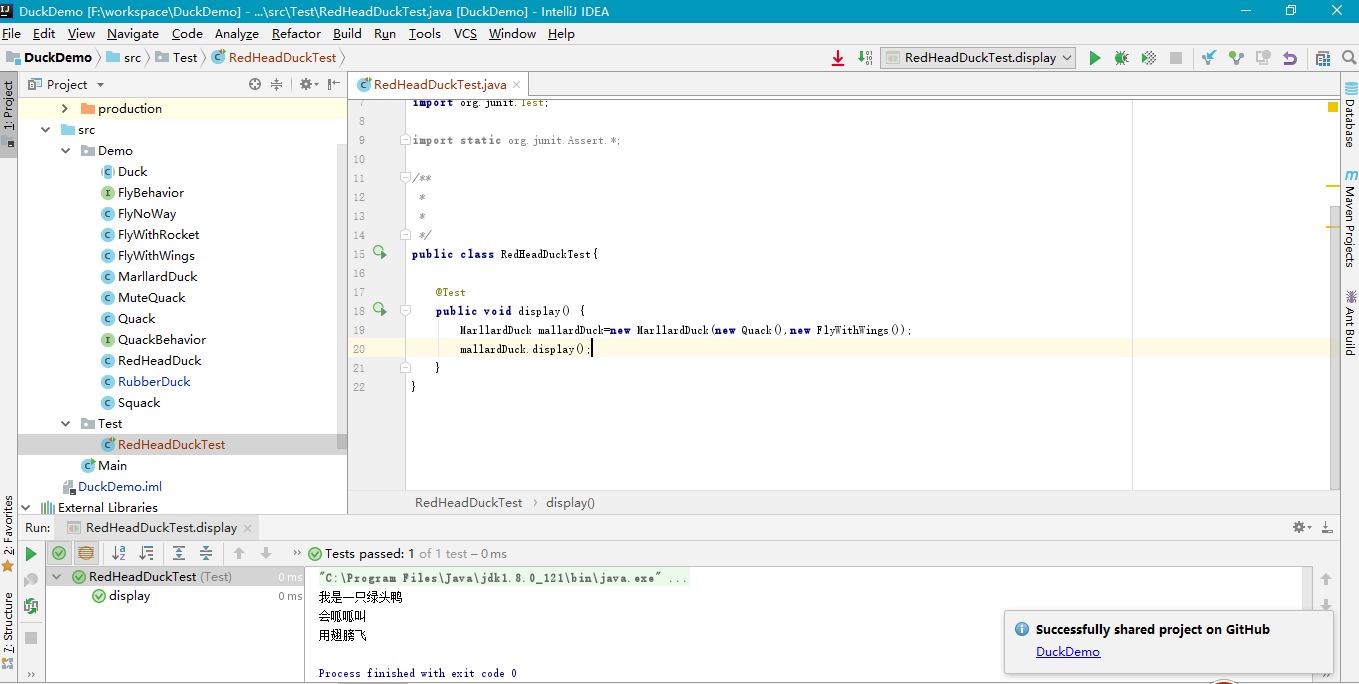 DuckDemo [F:\workspace\DuckDemo] - ...\src\Test\RedHeadDuckTest.java [DuckDemo] - IntelliJ IDEA
File Edit View Navigate Code Analyze Refactor Build Run Tools VCS Window Help
DuckDemo src Test RedHeadDuckTest RedHeadDuckTest.display
1: Project
Project
production
src
Demo
Duck
FlyBehavior
FlyNoWay
FlyWithRocket
FlyWithWings
MarllardDuck
MuteQuack
Quack
QuackBehavior
RedHeadDuck
RubberDuck
Squack
Test
RedHeadDuckTest
Main
DuckDemo.iml
External Libraries
RedHeadDuckTest.java
7 import org.junit.Test;
8
9 import static org.junit.Assert.*;
10
11 /**
12 *
13 *
14 */
15 public class RedHeadDuckTest{
16
17 @Test
18 public void display() {
19 MarllardDuck mallardDuck=new MarllardDuck(new Quack(),new FlyWithWings());
20 mallardDuck.display();
21 }
22 }
RedHeadDuckTest display()
Database
Maven Projects
Ant Build
2: Favorites
7: Structure
Run: RedHeadDuckTest.display
Tests passed: 1 of 1 test – 0 ms
RedHeadDuckTest (Test) 0 ms
display 0 ms
"C:\Program Files\Java\jdk1.8.0_121\bin\java.exe" ...
我是一只绿头鸭
会呱呱叫
用翅膀飞
Process finished with exit code 0
Successfully shared project on GitHub
DuckDemo